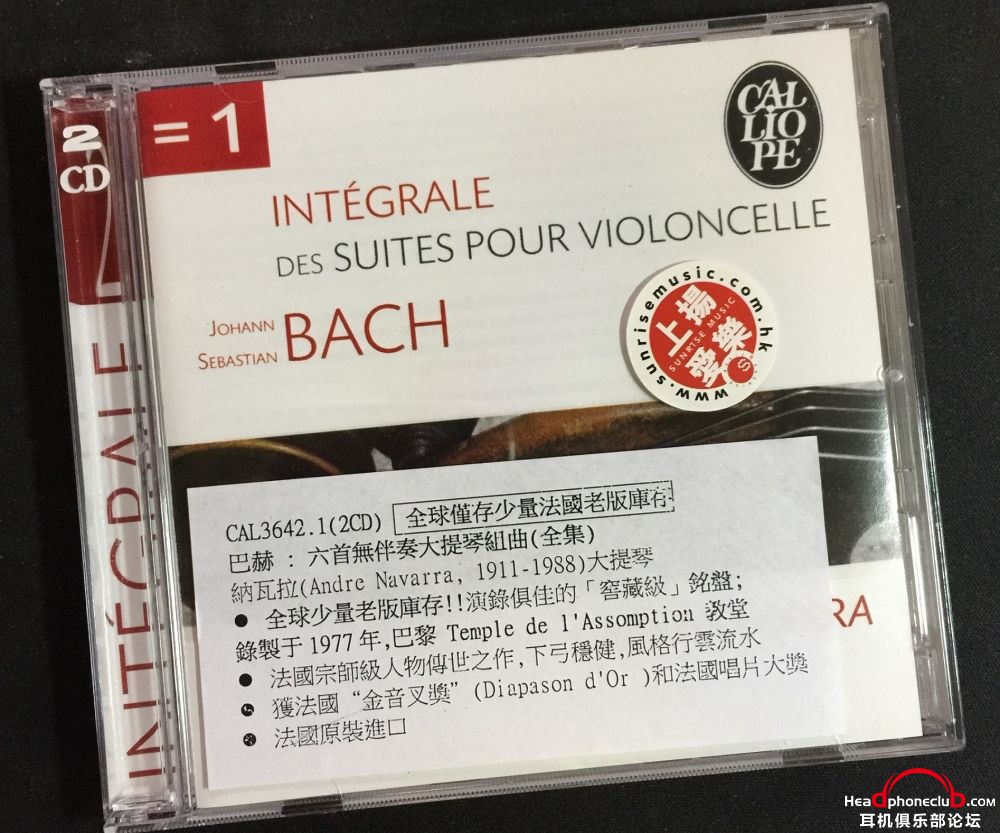 2
CD
= 1
CAL
LIO
PE
INTÉGRALE
DES SUITES POUR VIOLONCELLE
JOHANN
SEBASTIAN BACH
www.sunrisemusic.com.hk
上揚
SUNRISE MUSIC
愛樂
S
INTÉGRALE
CAL3642.1(2CD) 全球僅存少量法國老版庫存
巴赫 : 六首無伴奏大提琴組曲(全集)
納瓦拉(Andre Navarra, 1911-1988)大提琴
● 全球少量老版庫存!!演錄俱佳的「窖藏級」銘盤;
錄製于1977年,巴黎 Temple de l'Assomption 教堂
● 法國宗師級人物傳世之作,下弓穩健,風格行雲流水
● 獲法國“金音叉獎”(Diapason d'Or )和法國唱片大獎
● 法國原裝進口
RA
Headphoneclub.com
耳机俱乐部论坛